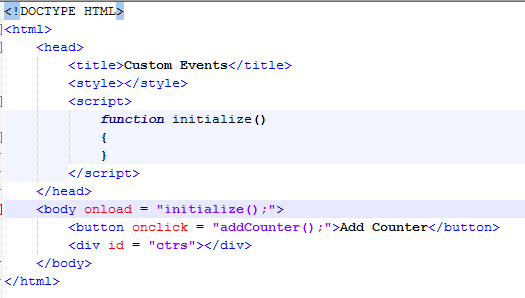 <!DOCTYPE HTML>
<html>
<head>
<title>Custom Events</title>
<style></style>
<script>
function initialize()
{
}
</script>
</head>
<body onload = "initialize();">
<button onclick = "addCounter();">Add Counter</button>
<div id = "ctrs"></div>
</body>
</html>